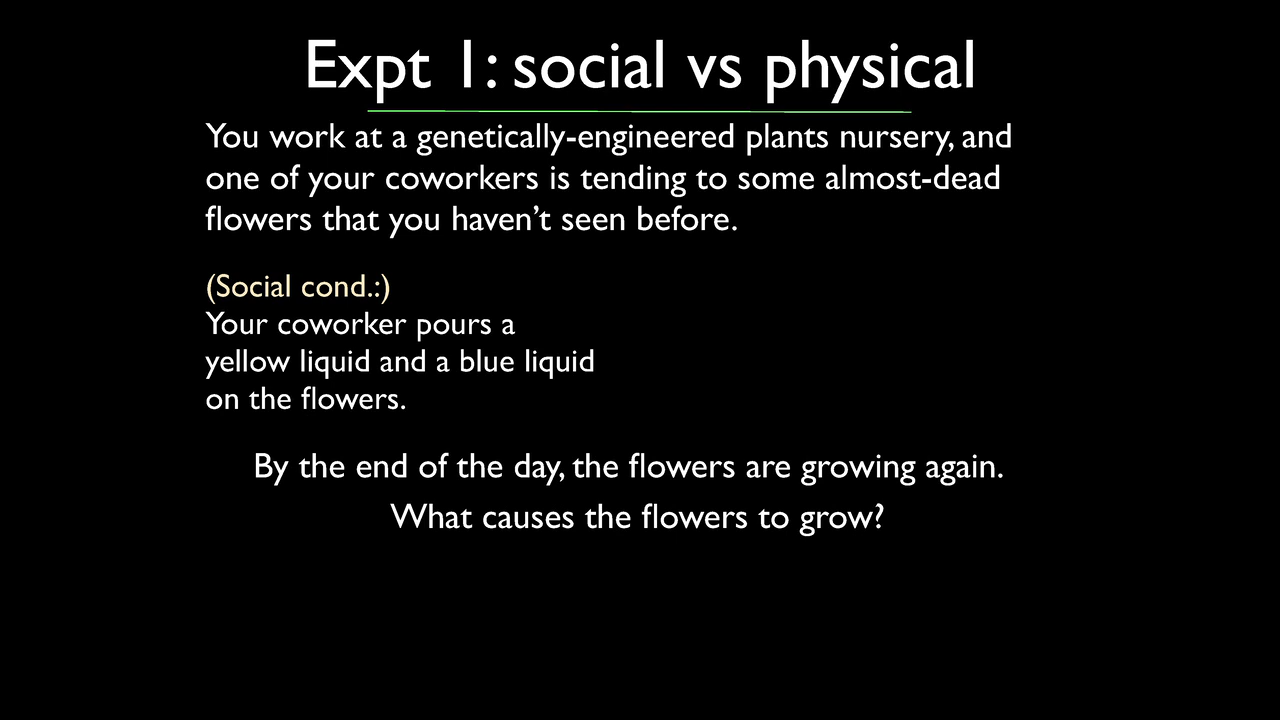 Expt 1: social vs physical
You work at a genetically-engineered plants nursery, and
one of your coworkers is tending to some almost-dead
flowers that you haven't seen before.
(Social cond.:)
Your coworker pours a
yellow liquid and a blue liquid
on the flowers.
By the end of the day, the flowers are growing again.
What causes the flowers to grow?